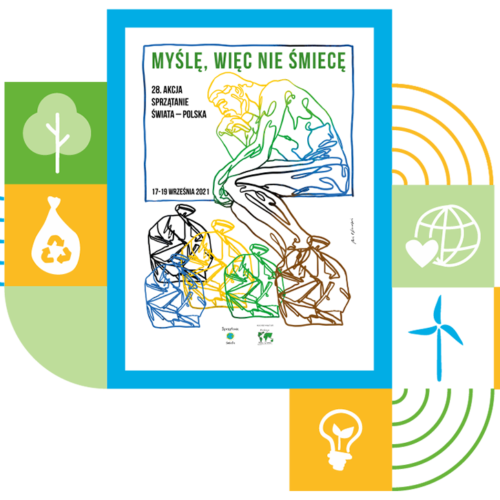 MYŚLĘ, WIĘC NIE ŚMIECĘ
28. AKCJA
SPRZĄTANIE
ŚWIATA – POLSKA
17-19 WRZEŚNIA 2021